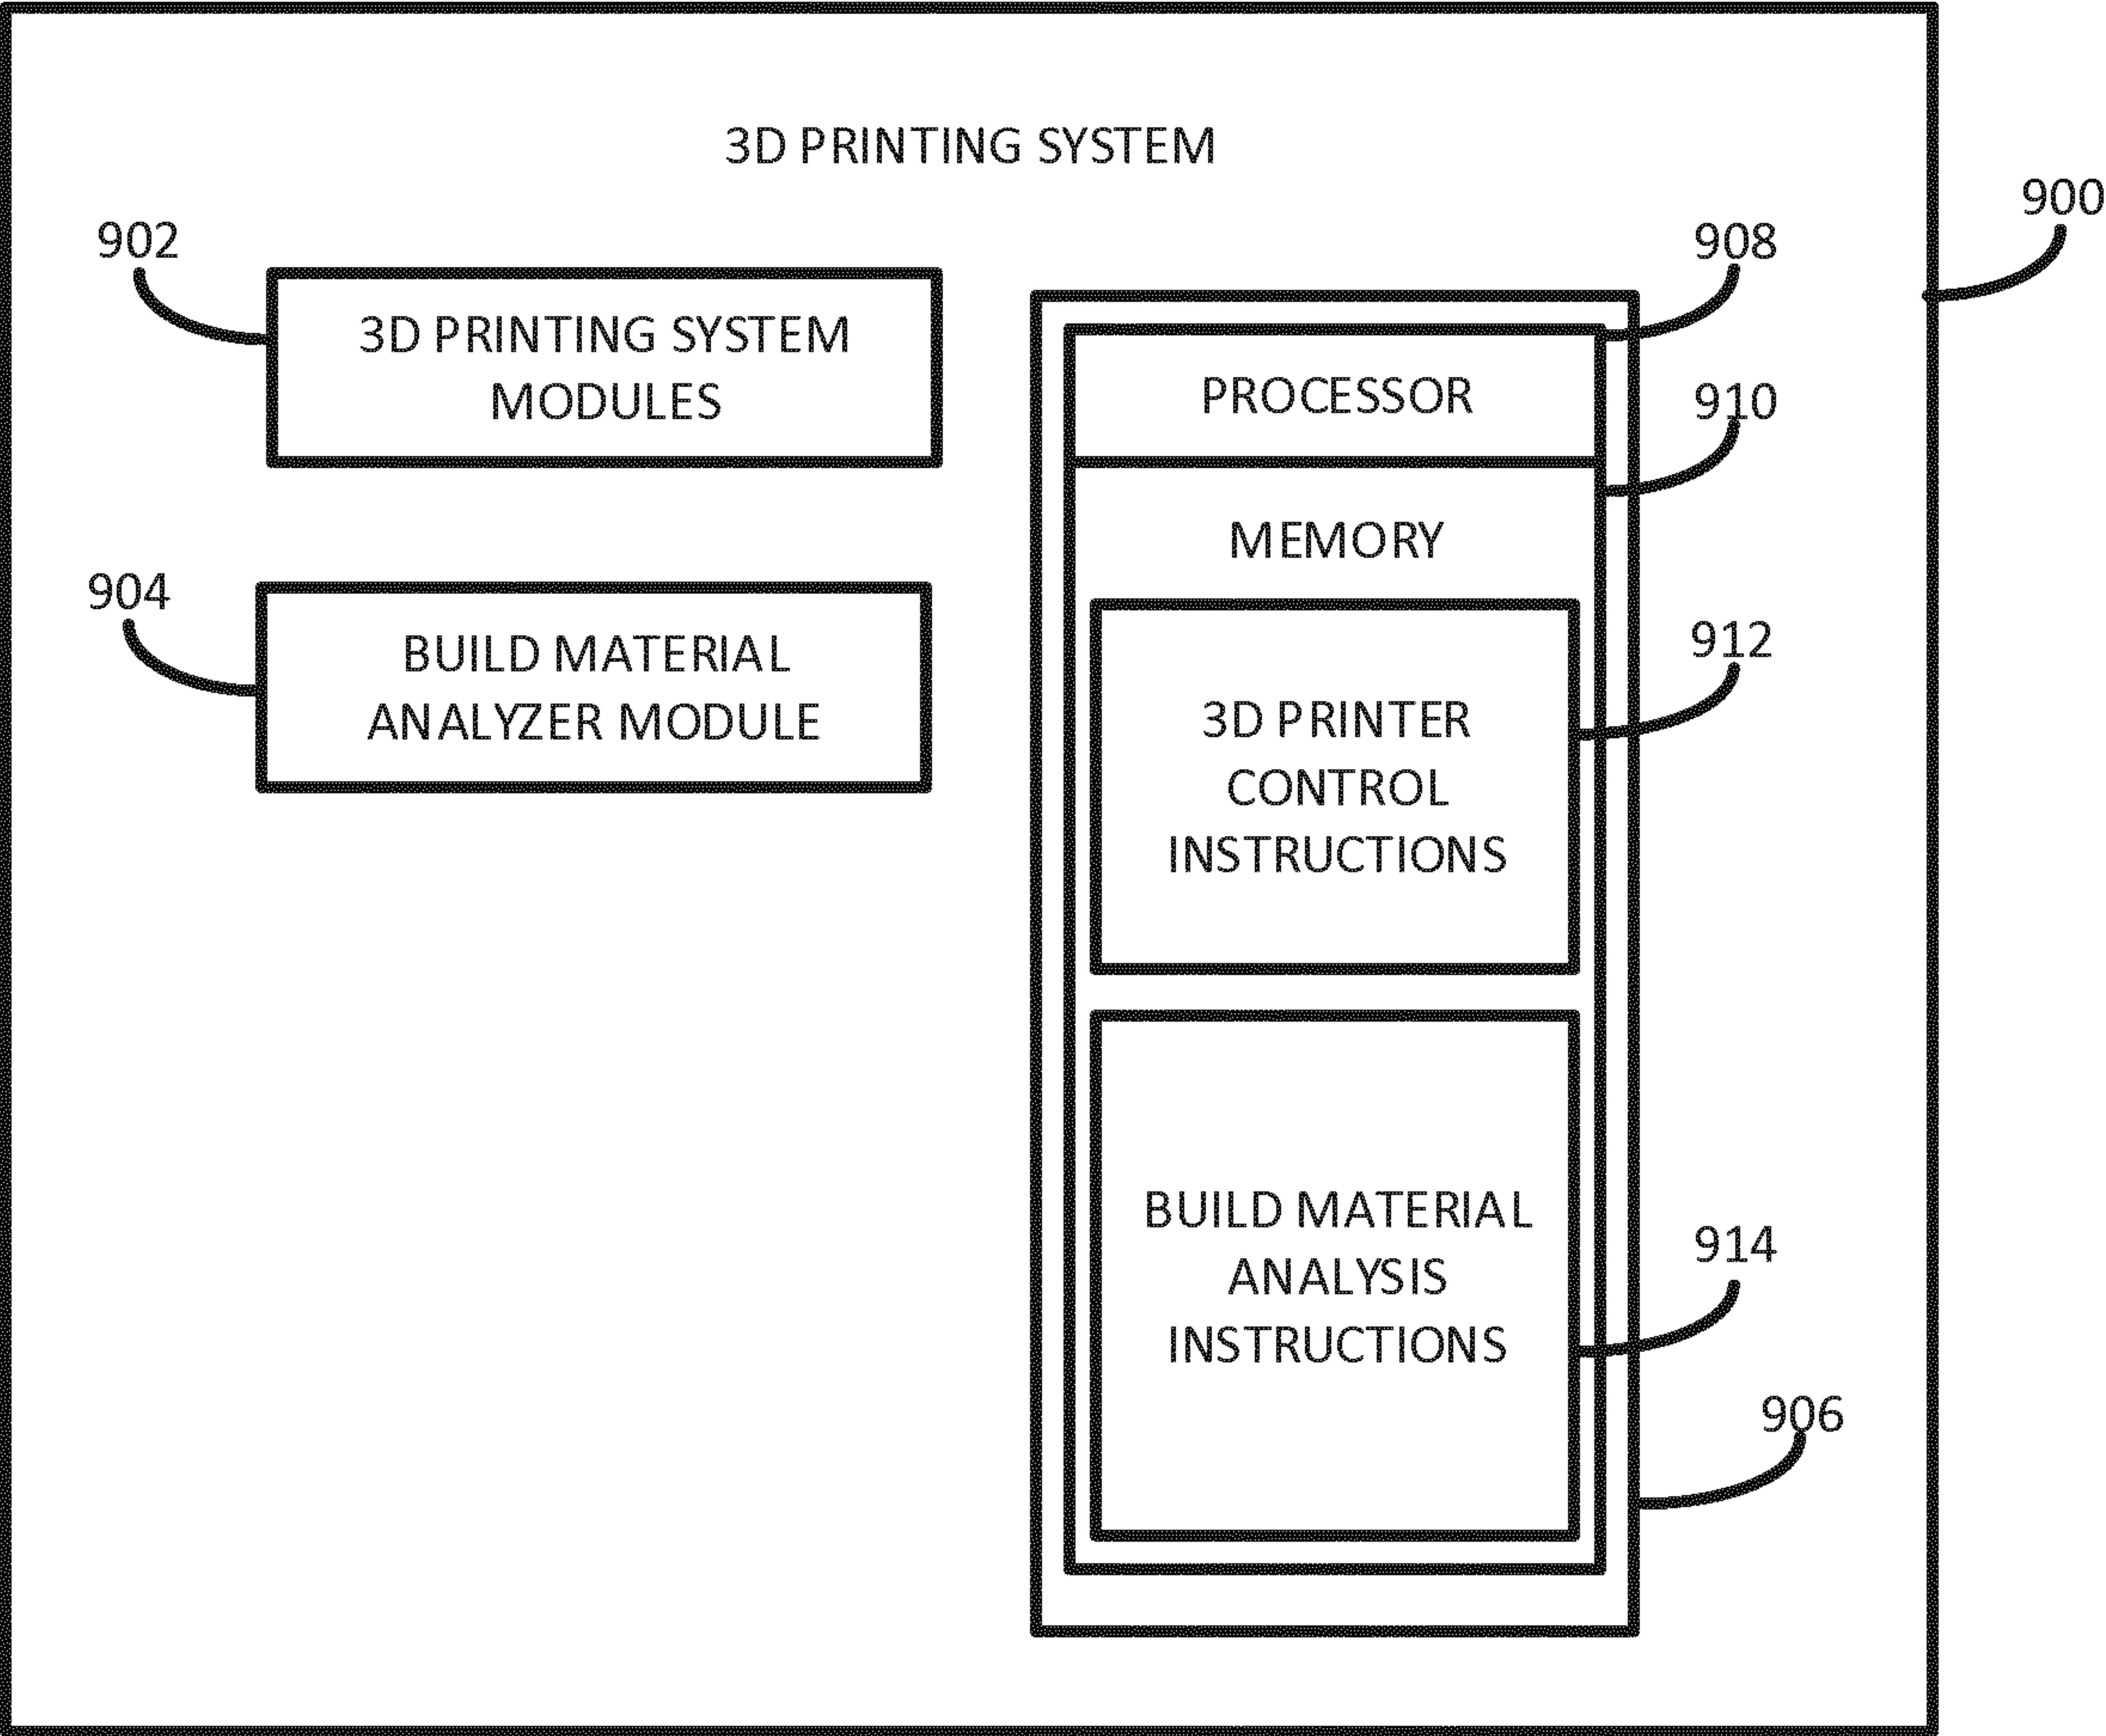 3D PRINTING SYSTEM
900
902
3D PRINTING SYSTEM
MODULES
904
BUILD MATERIAL
ANALYZER MODULE
908
PROCESSOR
910
MEMORY
912
3D PRINTER
CONTROL
INSTRUCTIONS
BUILD MATERIAL
ANALYSIS
INSTRUCTIONS
914
906